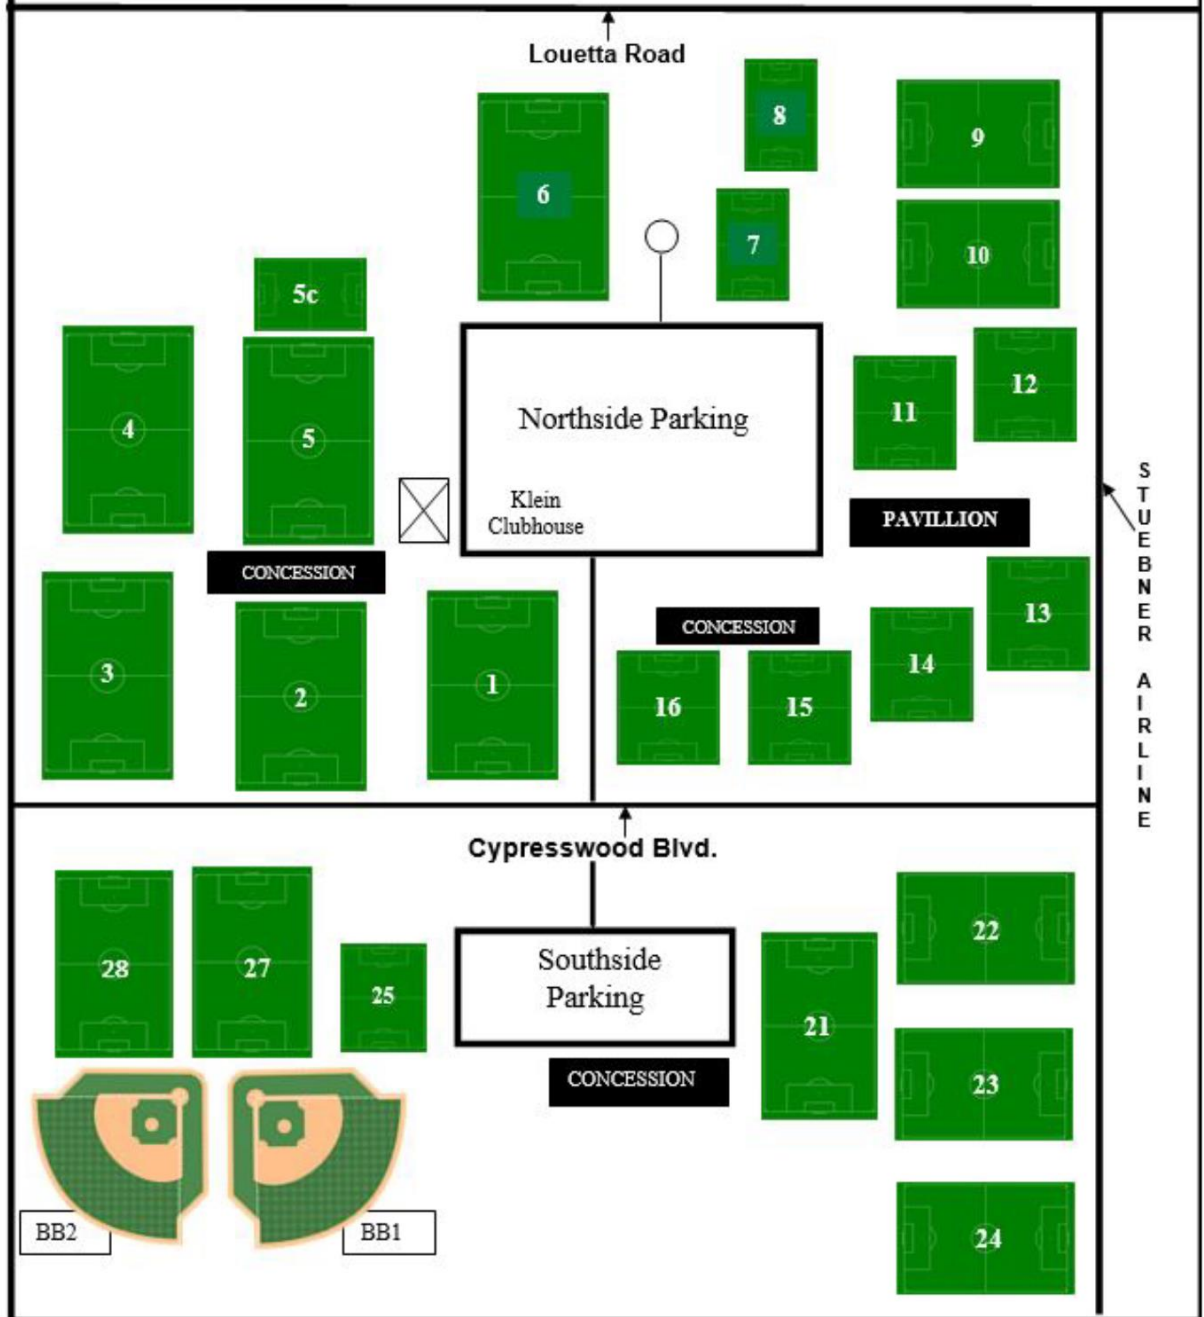 Louetta Road
8
6
9
7
10
5c
4
5
12
11
Northside Parking
Klein
Clubhouse
PAVILLION
STUEBNER AIRLINE
CONCESSION
3
2
1
CONCESSION
13
14
16
15
Cypresswood Blvd.
28
27
25
Southside
Parking
22
21
23
CONCESSION
24
BB2
BB1